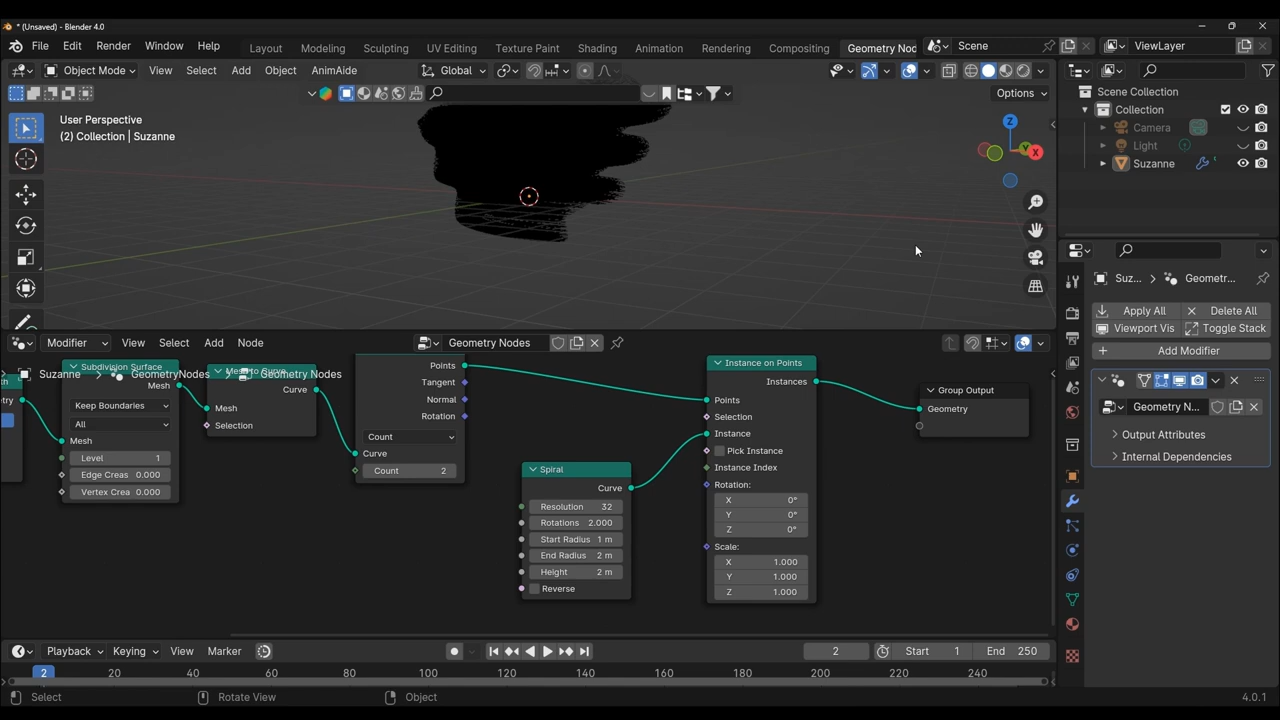 * (Unsaved) - Blender 4.0
File Edit Render Window Help Layout Modeling Sculpting UV Editing Texture Paint Shading Animation Rendering Compositing Geometry Nod Scene ViewLayer
Object Mode View Select Add Object AnimAide Global
Options
User Perspective
(2) Collection | Suzanne
Z
Y
X
Scene Collection
Collection
Camera
Light
Suzanne
Suz... > Geometr...
Apply All Delete All
Viewport Vis Toggle Stack
Add Modifier
Geometry N...
Output Attributes
Internal Dependencies
Modifier View Select Add Node Geometry Nodes
Suzanne > GeometryNodes > Geometry Nodes
Subdivision Surface
Mesh
Keep Boundaries
All
Mesh
Level 1
Edge Creas 0.000
Vertex Crea 0.000
Curve
Mesh
Selection
Points
Tangent
Normal
Rotation
Count
Curve
Count 2
Spiral
Curve
Resolution 32
Rotations 2.000
Start Radius 1 m
End Radius 2 m
Height 2 m
Reverse
Instance on Points
Instances
Points
Selection
Instance
Pick Instance
Instance Index
Rotation:
X 0°
Y 0°
Z 0°
Scale:
X 1.000
Y 1.000
Z 1.000
Group Output
Geometry
Playback Keying View Marker 2 Start 1 End 250
2 20 40 60 80 100 120 140 160 180 200 220 240
Select Rotate View Object 4.0.1